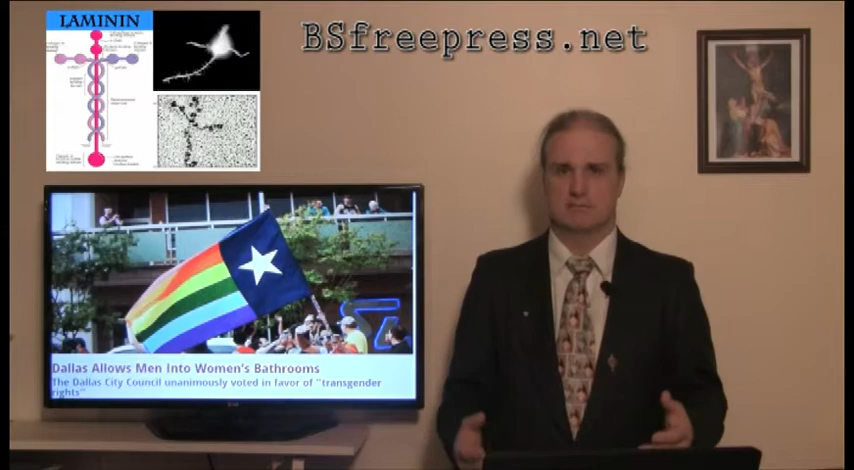 LAMININ
BSfreepress.net
Dallas Allows Men Into Women's Bathrooms
The Dallas City Council unanimously voted in favor of "transgender
rights"